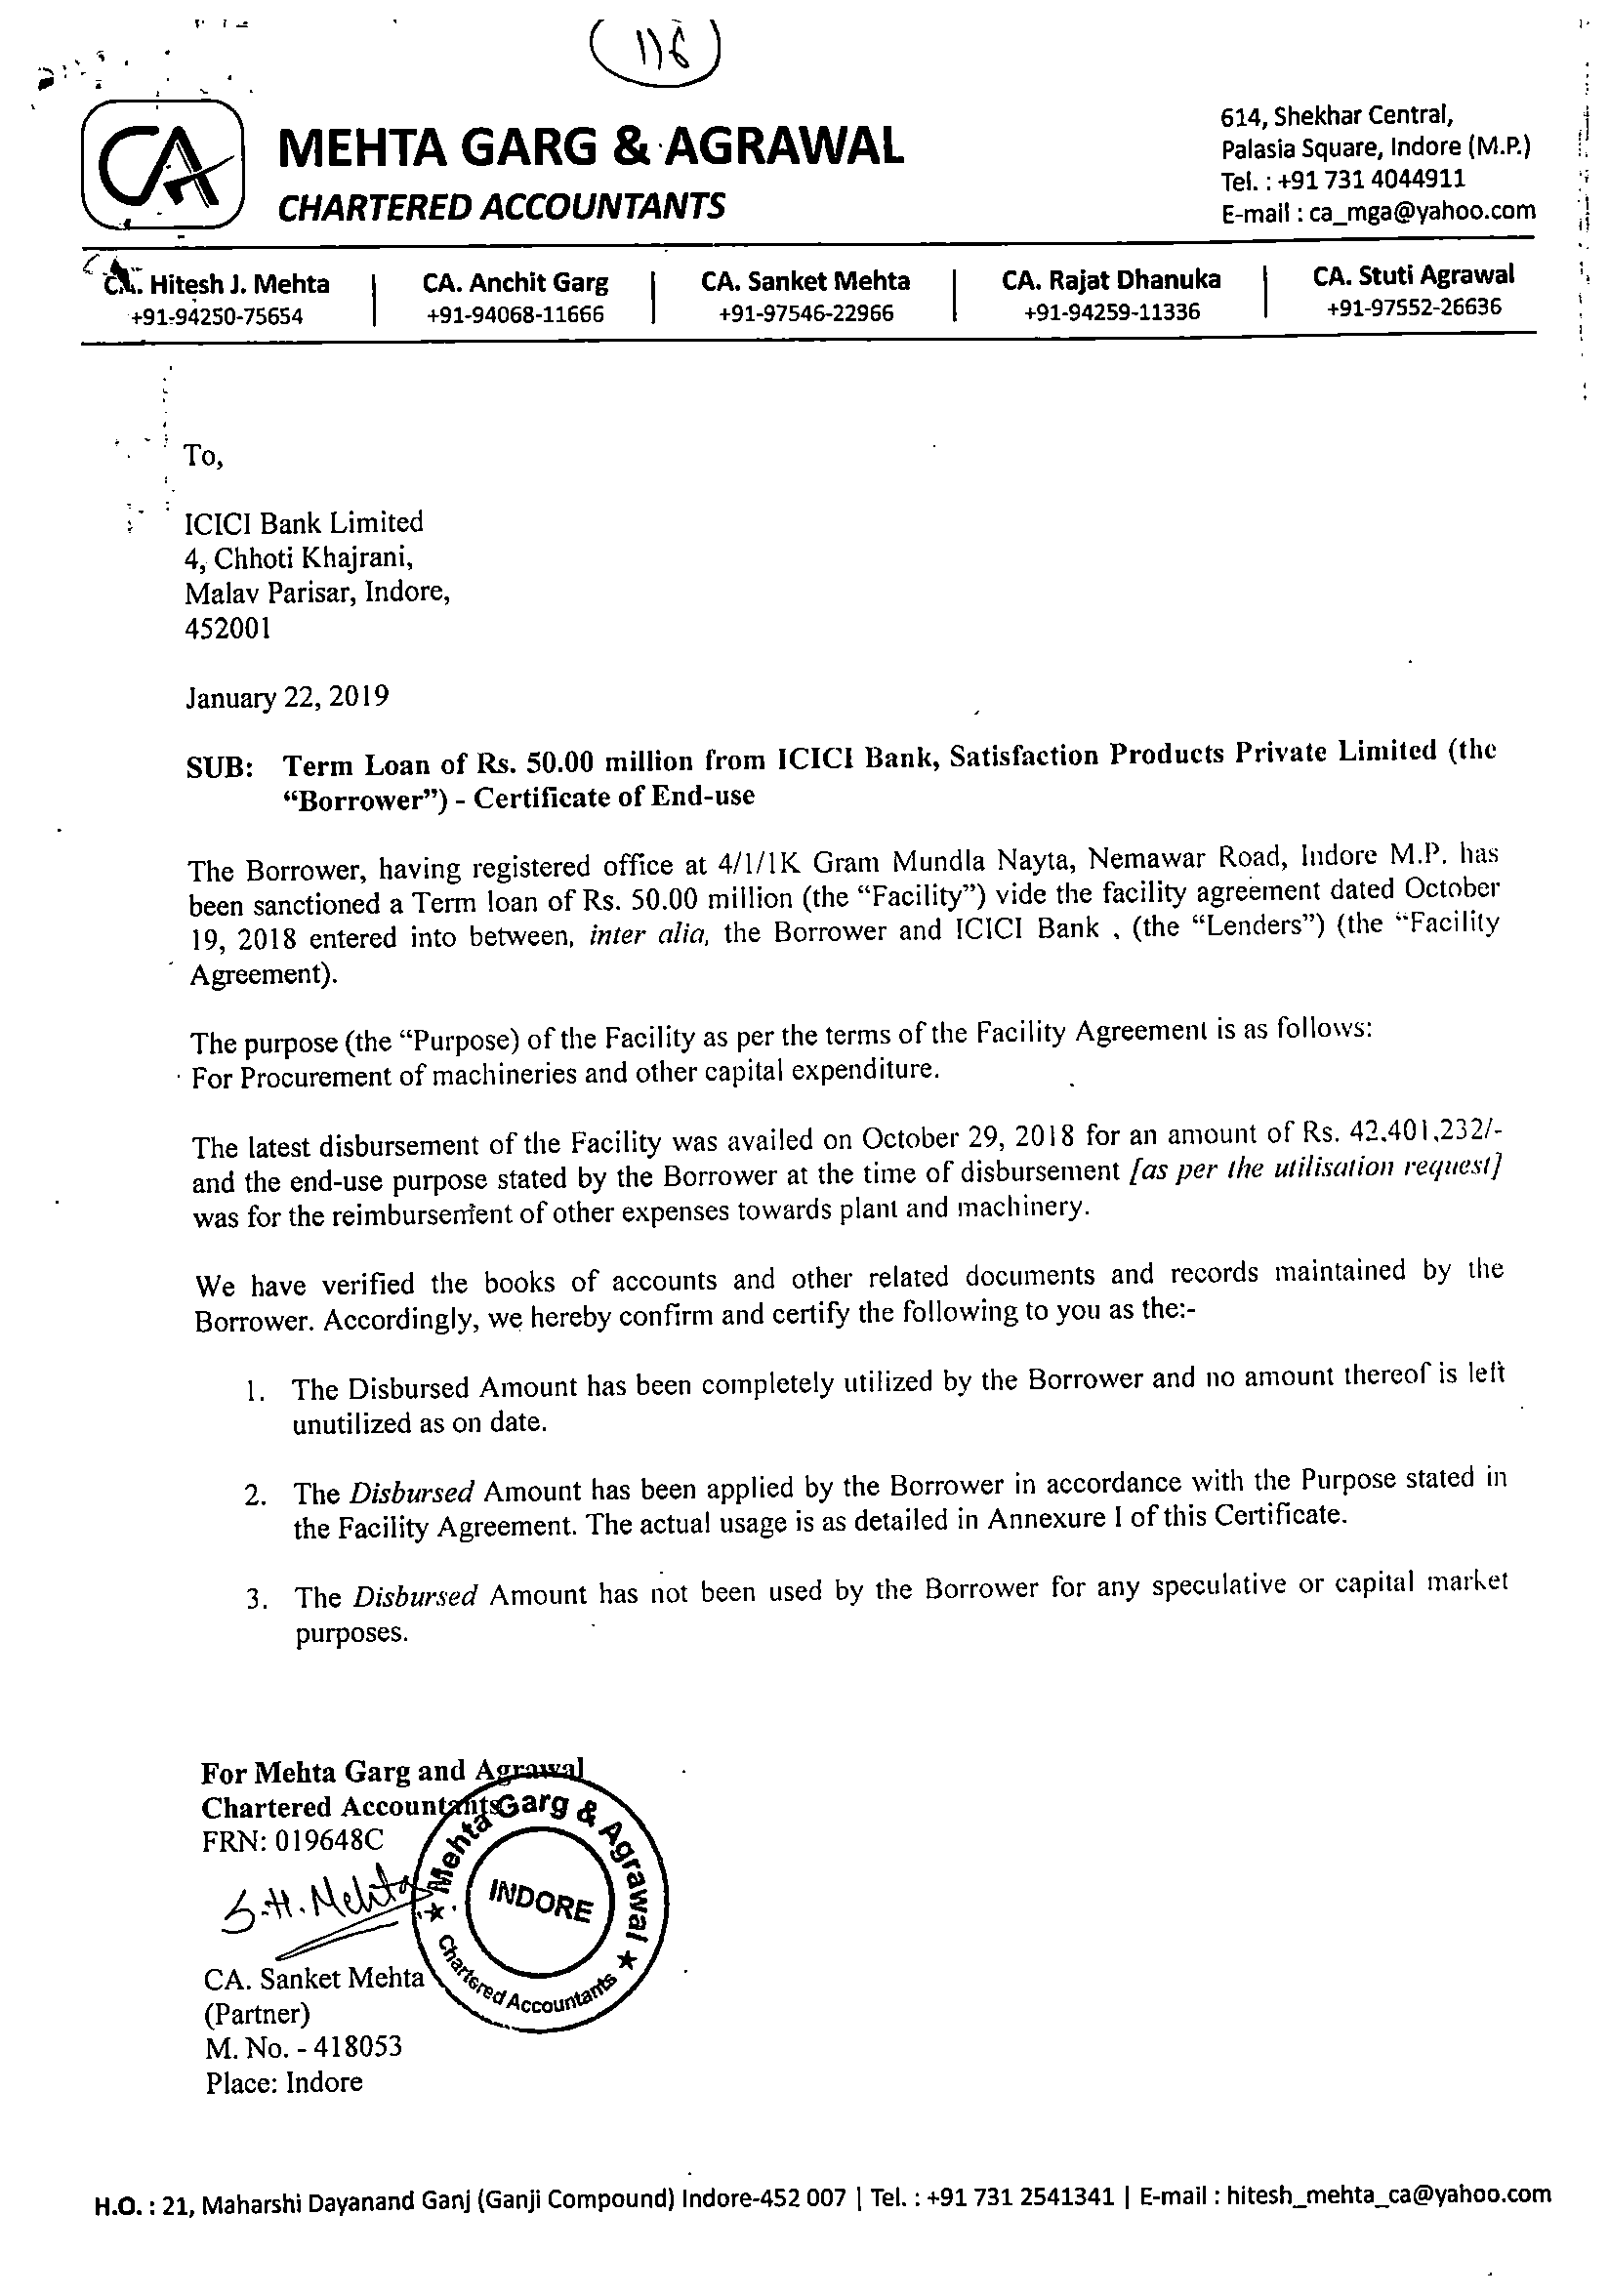 (116)
CA
MEHTA GARG & AGRAWAL
CHARTERED ACCOUNTANTS
614, Shekhar Central,
Palasia Square, Indore (M.P.)
Tel. : +91 731 4044911
E-mail : ca_mga@yahoo.com
CA. Hitesh J. Mehta | CA. Anchit Garg | CA. Sanket Mehta | CA. Rajat Dhanuka | CA. Stuti Agrawal
+91-94250-75654 | +91-94068-11666 | +91-97546-22966 | +91-94259-11336 | +91-97552-26636
To,
ICICI Bank Limited
4, Chhoti Khajrani,
Malav Parisar, Indore,
452001
January 22, 2019
SUB: Term Loan of Rs. 50.00 million from ICICI Bank, Satisfaction Products Private Limited (the
“Borrower”) - Certificate of End-use
The Borrower, having registered office at 4/1/1K Gram Mundla Nayta, Nemawar Road, Indore M.P. has
been sanctioned a Term loan of Rs. 50.00 million (the “Facility”) vide the facility agreement dated October
19, 2018 entered into between, inter alia, the Borrower and ICICI Bank , (the “Lenders”) (the “Facility
Agreement).
The purpose (the “Purpose) of the Facility as per the terms of the Facility Agreement is as follows:
For Procurement of machineries and other capital expenditure.
The latest disbursement of the Facility was availed on October 29, 2018 for an amount of Rs. 42,401,232/-
and the end-use purpose stated by the Borrower at the time of disbursement [as per the utilisation request]
was for the reimbursement of other expenses towards plant and machinery.
We have verified the books of accounts and other related documents and records maintained by the
Borrower. Accordingly, we hereby confirm and certify the following to you as the:-
1. The Disbursed Amount has been completely utilized by the Borrower and no amount thereof is left
unutilized as on date.
2. The Disbursed Amount has been applied by the Borrower in accordance with the Purpose stated in
the Facility Agreement. The actual usage is as detailed in Annexure I of this Certificate.
3. The Disbursed Amount has not been used by the Borrower for any speculative or capital market
purposes.
For Mehta Garg and Agrawal
Chartered Accountants
FRN: 019648C
S.H. Mehta
Mehta Garg & Agrawal
INDORE
★ Chartered Accountants ★
CA. Sanket Mehta
(Partner)
M. No. - 418053
Place: Indore
H.O. : 21, Maharshi Dayanand Ganj (Ganji Compound) Indore-452 007 | Tel. : +91 731 2541341 | E-mail : hitesh_mehta_ca@yahoo.com